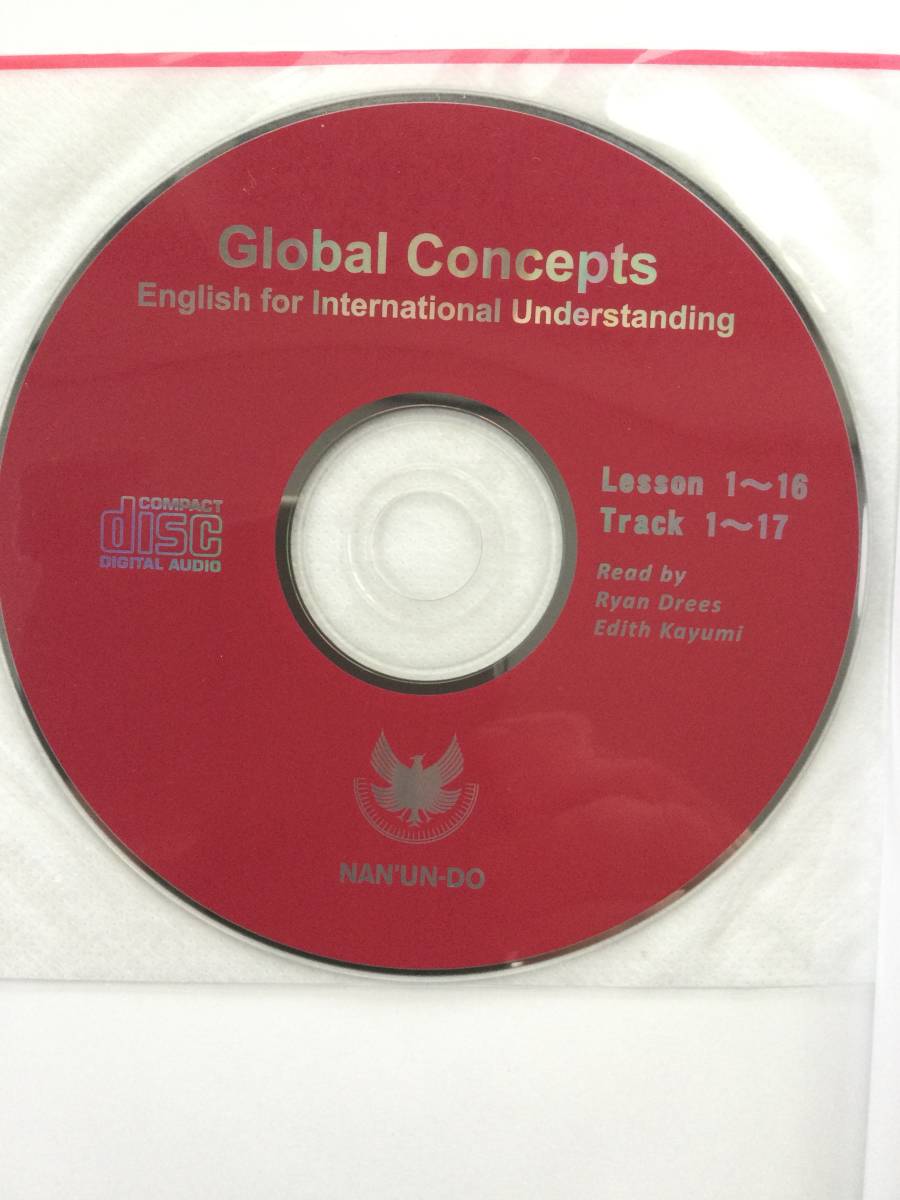 Global Concepts
English for International Understanding
COMPACT
disc
DIGITAL AUDIO
Lesson 1～16
Track 1～17
Read by
Ryan Drees
Edith Kayumi
NAN'UN-DO